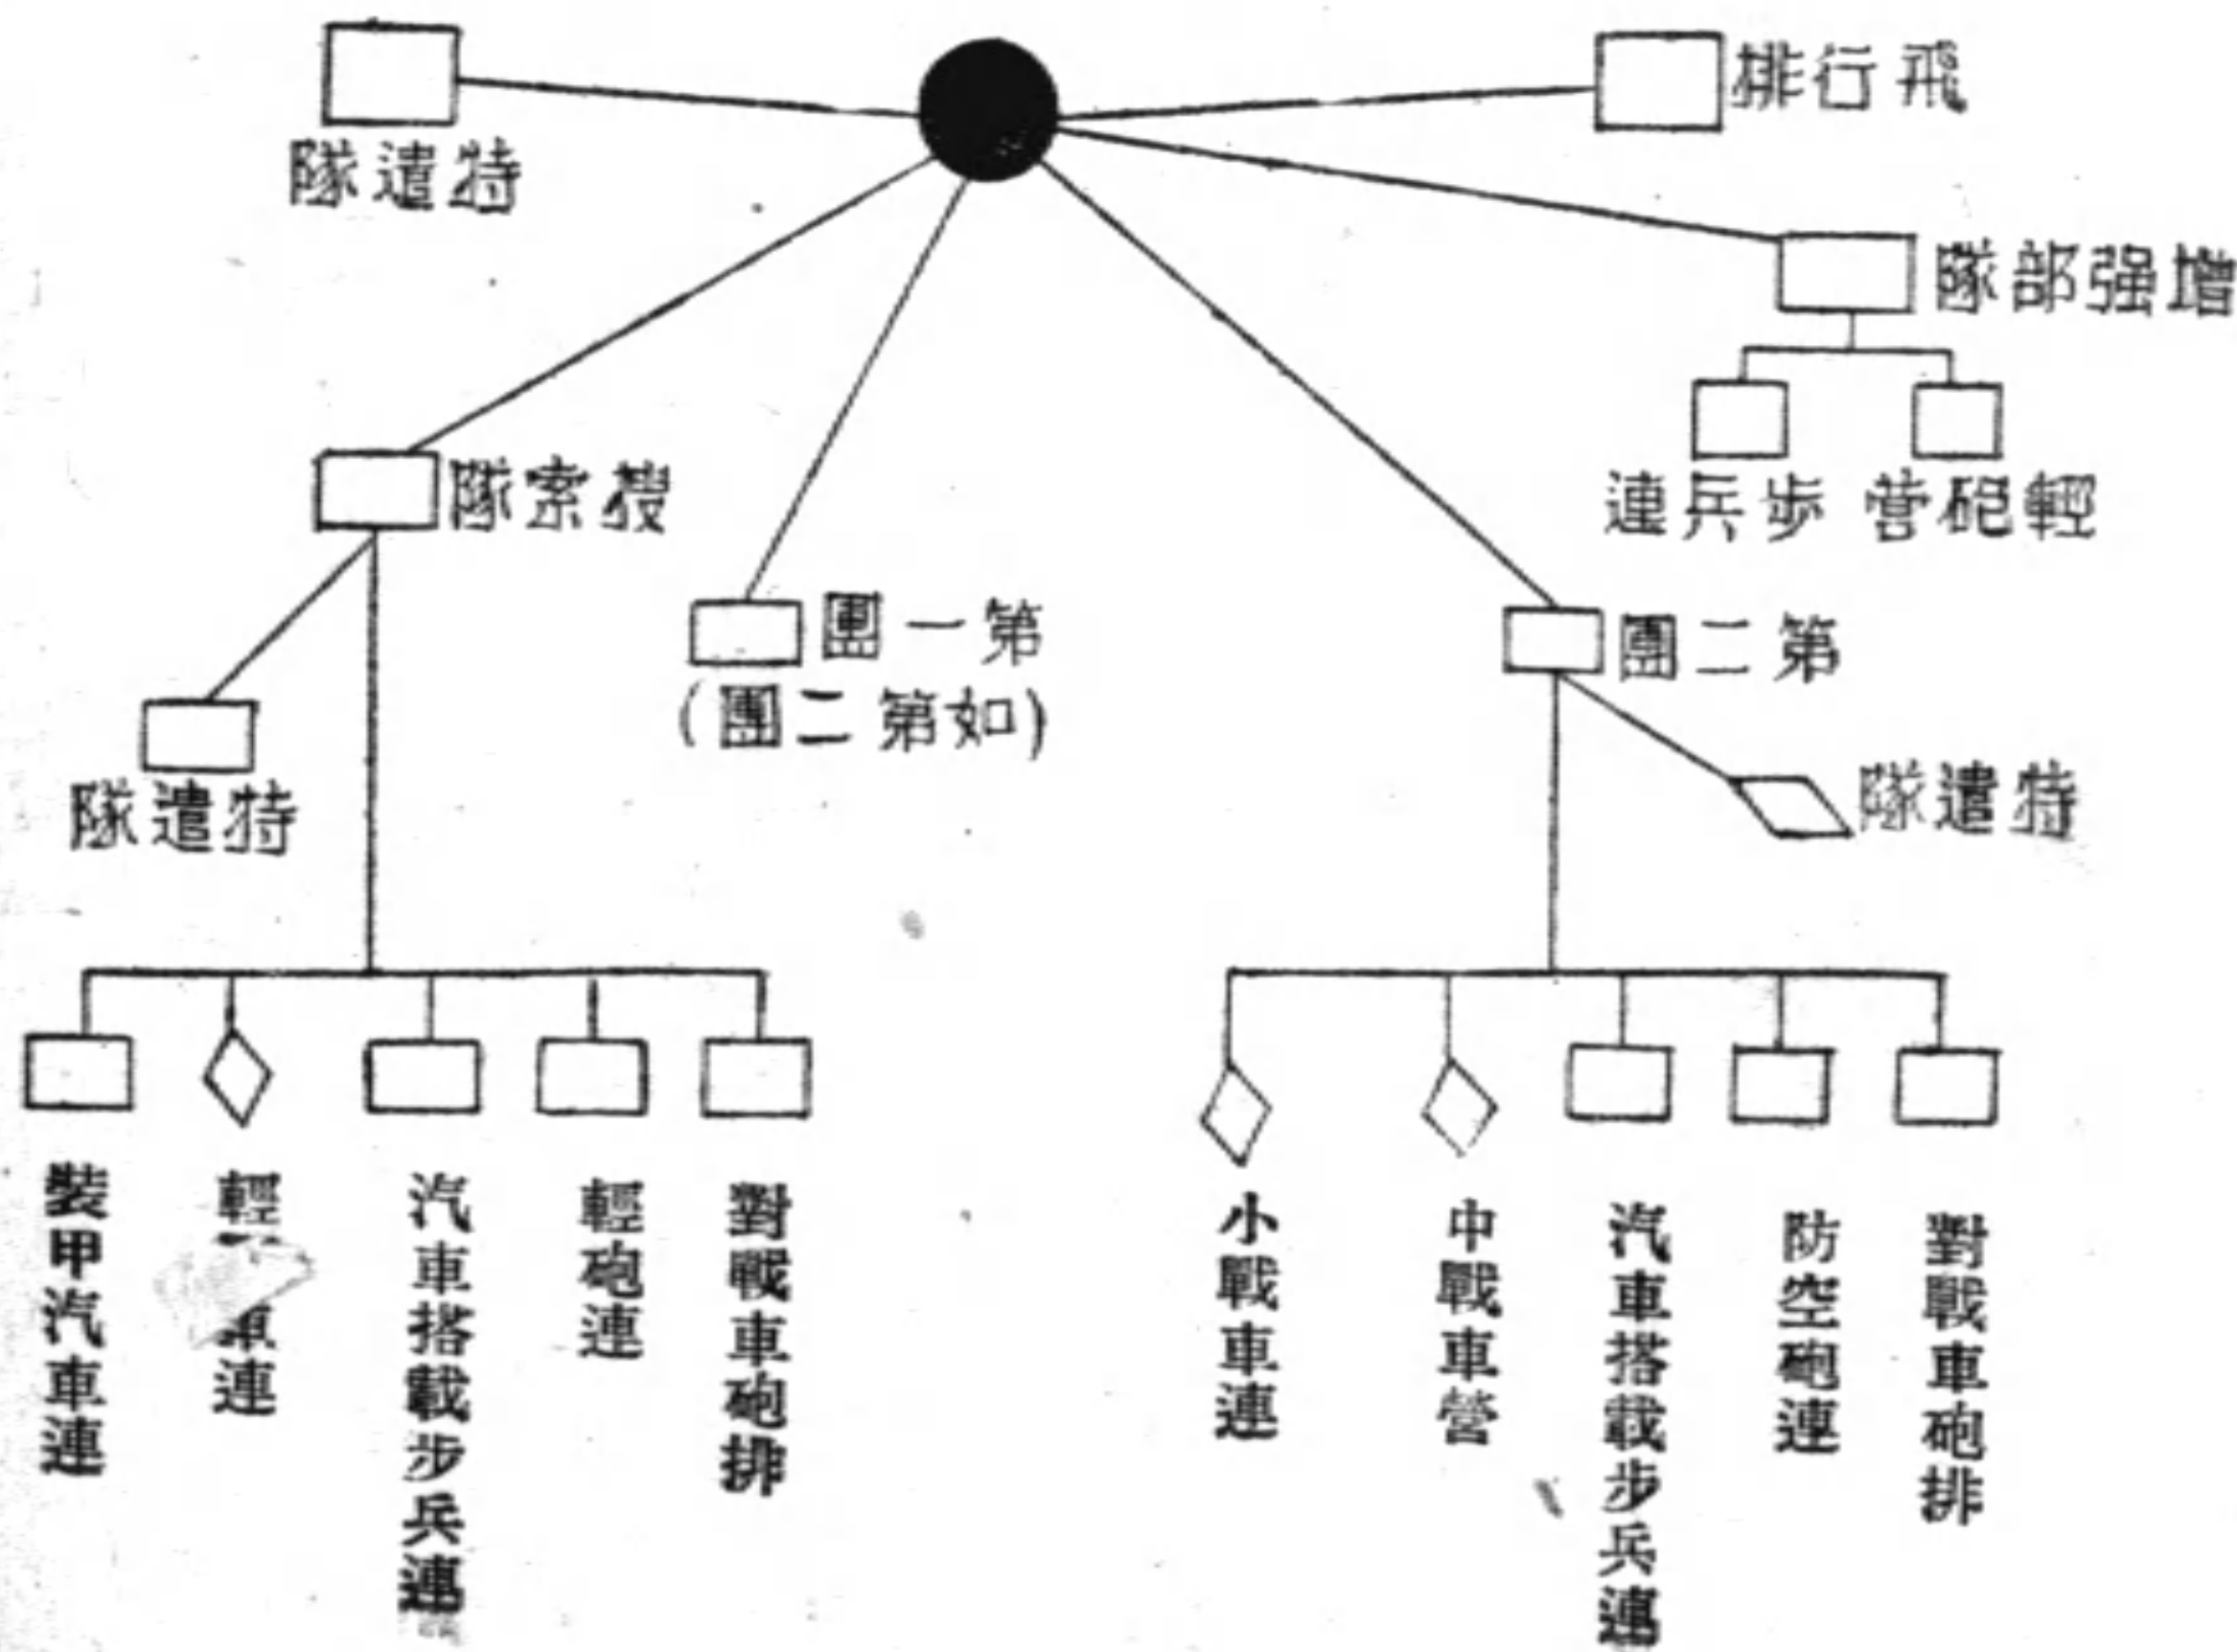 飛行排
特遣隊
增强部隊
搜索隊
輕砲營
步兵連
第一團
(如第二團)
第二團
特遣隊
特遣隊
裝甲汽車連
輕車連
汽車搭載步兵連
輕砲連
對戰車砲排
小戰車連
中戰車營
汽車搭載步兵連
防空砲連
對戰車砲排